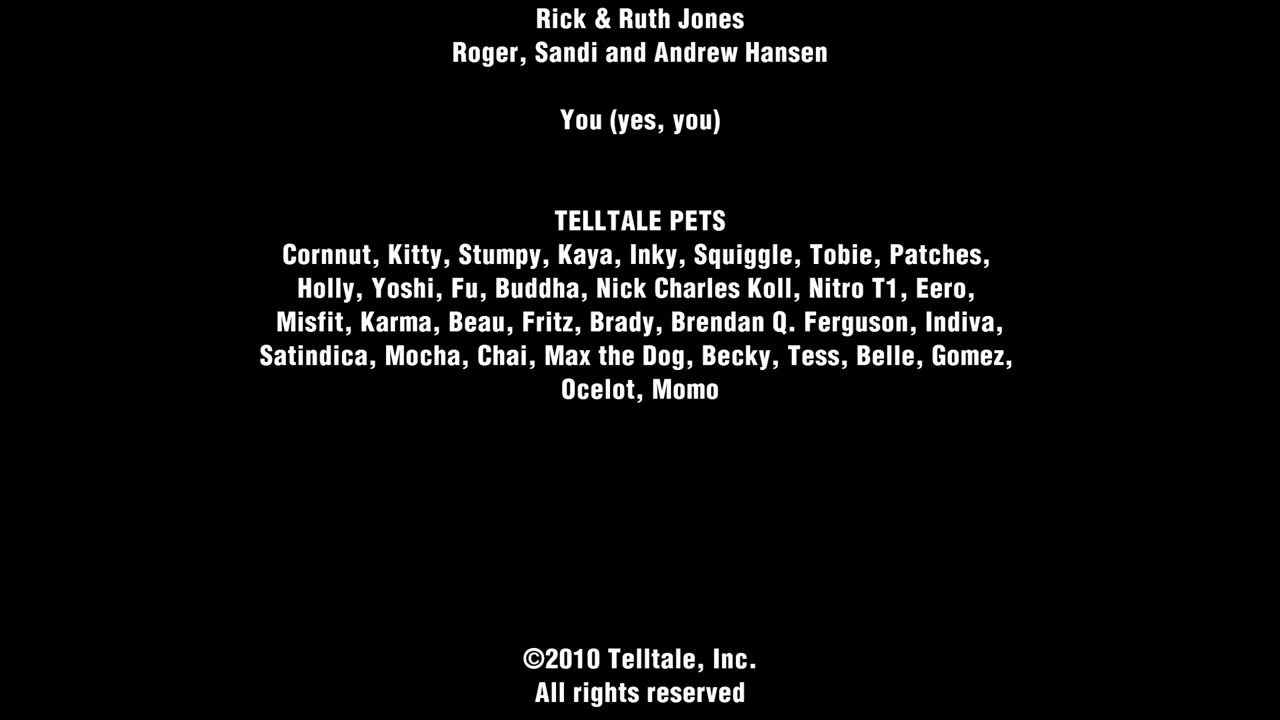 Rick & Ruth Jones
Roger, Sandi and Andrew Hansen
You (yes, you)
TELLTALE PETS
Cornnut, Kitty, Stumpy, Kaya, Inky, Squiggle, Tobie, Patches,
Holly, Yoshi, Fu, Buddha, Nick Charles Koll, Nitro T1, Eero,
Misfit, Karma, Beau, Fritz, Brady, Brendan Q. Ferguson, Indiva,
Satindica, Mocha, Chai, Max the Dog, Becky, Tess, Belle, Gomez,
Ocelot, Momo
©2010 Telltale, Inc.
All rights reserved